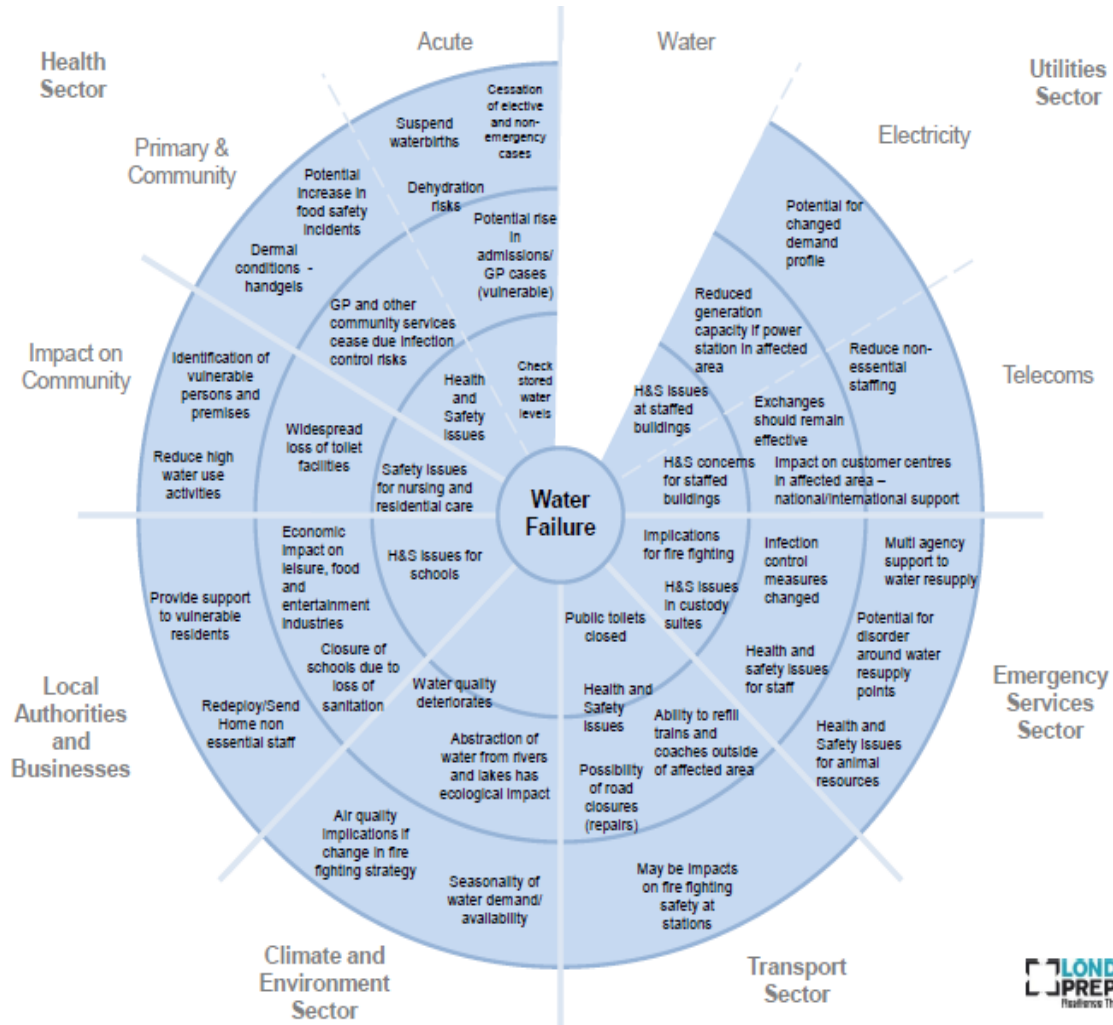 Acute
Water
Health
Sector
Utilities
Sector
Primary &
Community
Electricity
Impact on
Community
Telecoms
Cessation
of elective
and non-
emergency
cases
Suspend
waterbirths
Potential
increase in
food safety
incidents
Dehydration
risks
Dermal
conditions -
handgels
Potential rise
in
admissions/
GP cases
(vulnerable)
GP and other
community services
cease due infection
control risks
Health
and
Safety
issues
Check
stored
water
levels
Identification of
vulnerable
persons and
premises
Reduce high
water use
activities
Widespread
loss of toilet
facilities
Safety issues
for nursing and
residential care
Potential for
changed
demand
profile
Reduced
generation
capacity if power
station in affected
area
H&S issues
at staffed
buildings
Reduce non-
essential
staffing
Exchanges
should remain
effective
H&S concerns
for staffed
buildings
Impact on customer centres
in affected area –
national/international support
Water
Failure
Economic
impact on
leisure, food
and
entertainment
industries
H&S issues for
schools
Provide support
to vulnerable
residents
Closure of
schools due to
loss of
sanitation
Redeploy/Send
Home non
essential staff
Local
Authorities
and
Businesses
Implications
for fire fighting
Infection
control
measures
changed
Multi agency
support to
water resupply
H&S issues
in custody
suites
Potential for
disorder
around water
resupply
points
Health and
safety issues
for staff
Health and
Safety issues
for animal
resources
Emergency
Services
Sector
Water quality
deteriorates
Abstraction of
water from rivers
and lakes has
ecological impact
Air quality
implications if
change in fire
fighting strategy
Seasonality of
water demand/
availability
Climate and
Environment
Sector
Public toilets
closed
Health and
Safety
issues
Ability to refill
trains and
coaches outside
of affected area
Possibility
of road
closures
(repairs)
May be impacts
on fire fighting
safety at
stations
Transport
Sector
LOND
PREP
Resilience Th